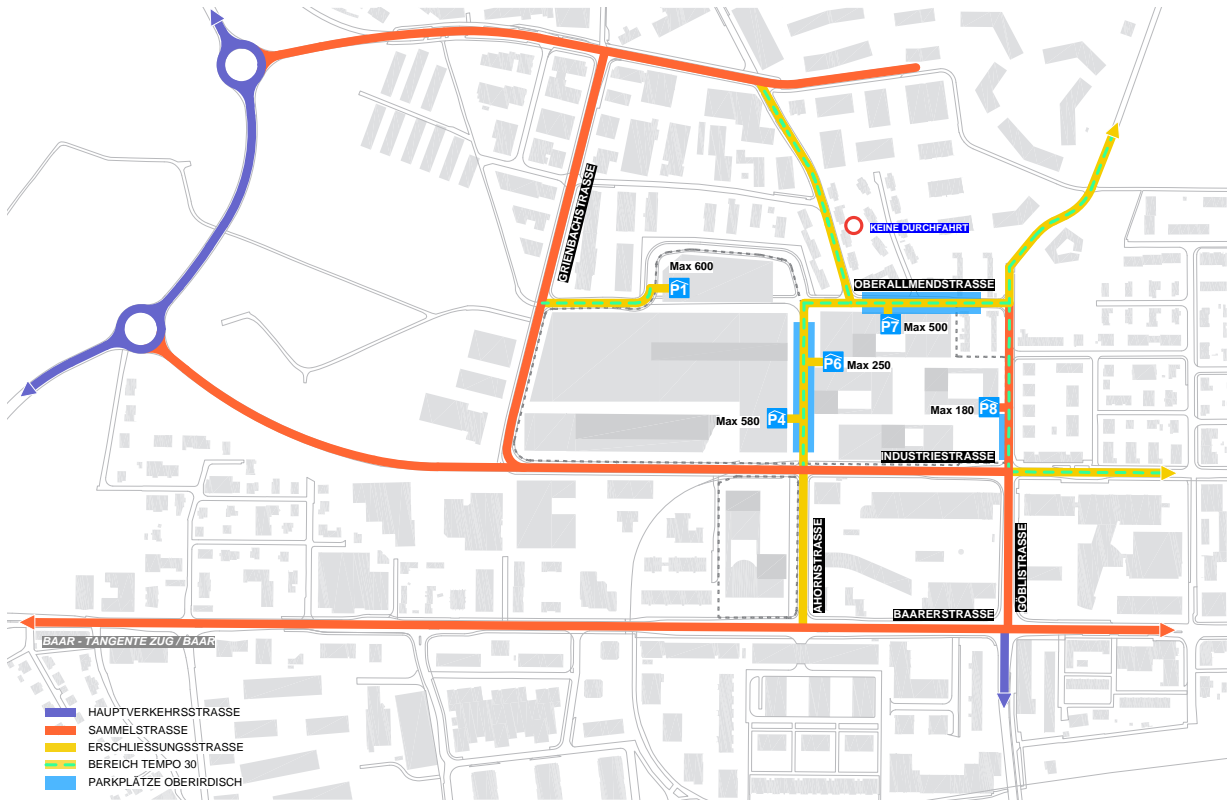 GRIENBACHSTRASSE
KEINE DURCHFAHRT
Max 600
P1
OBERALLMENDSTRASSE
P7 Max 500
P6 Max 250
Max 180 P8
Max 580 P4
INDUSTRIESTRASSE
AHORNSTRASSE
GÖBLISTRASSE
BAARERSTRASSE
BAAR - TANGENTE ZUG / BAAR
HAUPTVERKEHRSSTRASSE
SAMMELSTRASSE
ERSCHLIESSUNGSSTRASSE
BEREICH TEMPO 30
PARKPLÄTZE OBERIRDISCH